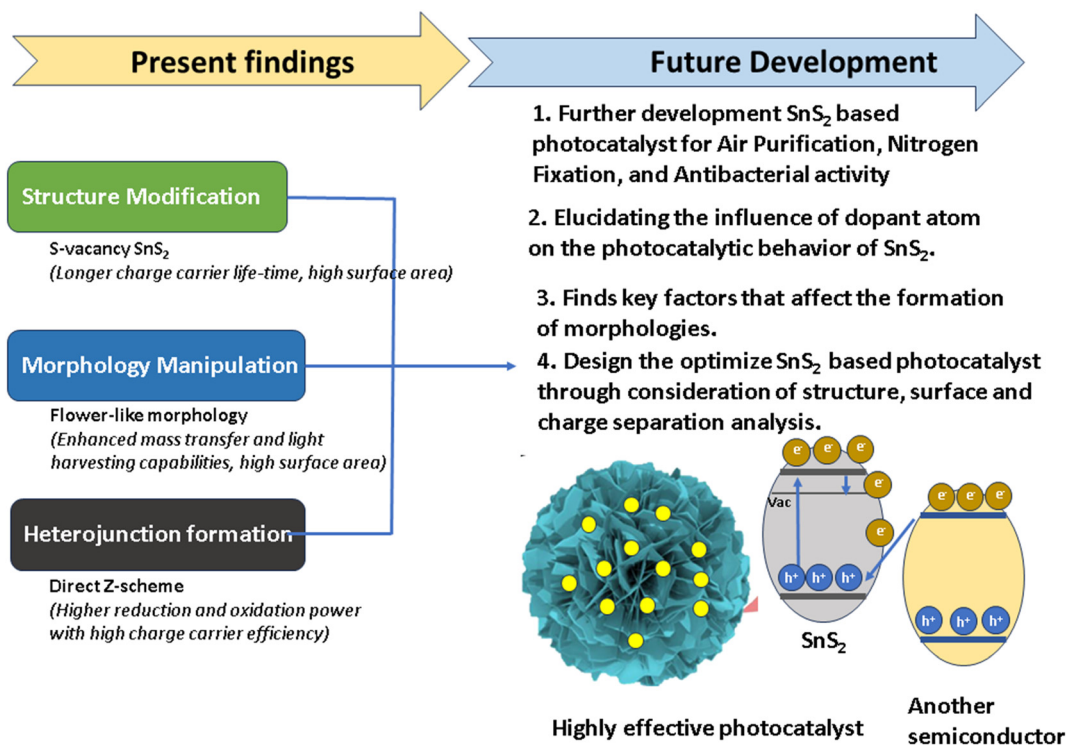 Present findings
Future Development
Structure Modification
S-vacancy SnS₂
(Longer charge carrier life-time, high surface area)
Morphology Manipulation
Flower-like morphology
(Enhanced mass transfer and light
harvesting capabilities, high surface area)
Heterojunction formation
Direct Z-scheme
(Higher reduction and oxidation power
with high charge carrier efficiency)
1. Further development SnS₂ based
photocatalyst for Air Purification, Nitrogen
Fixation, and Antibacterial activity
2. Elucidating the influence of dopant atom
on the photocatalytic behavior of SnS₂.
3. Finds key factors that affect the formation
of morphologies.
4. Design the optimize SnS₂ based photocatalyst
through consideration of structure, surface and
charge separation analysis.
e⁻ e⁻ e⁻
e⁻
Vac
e⁻
h⁺ h⁺ h⁺
SnS₂
e⁻ e⁻ e⁻
h⁺ h⁺ h⁺
Highly effective photocatalyst
Another
semiconductor